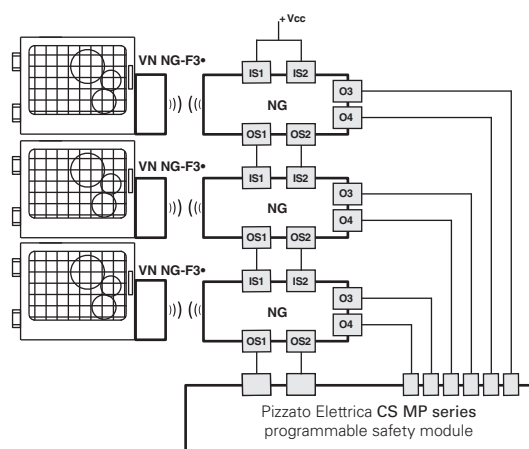 + Vcc
VN NG-F3•
IS1 IS2
O3
NG
O4
OS1 OS2
VN NG-F3•
IS1 IS2
O3
NG
O4
OS1 OS2
VN NG-F3•
IS1 IS2
O3
NG
O4
OS1 OS2
Pizzato Elettrica CS MP series
programmable safety module